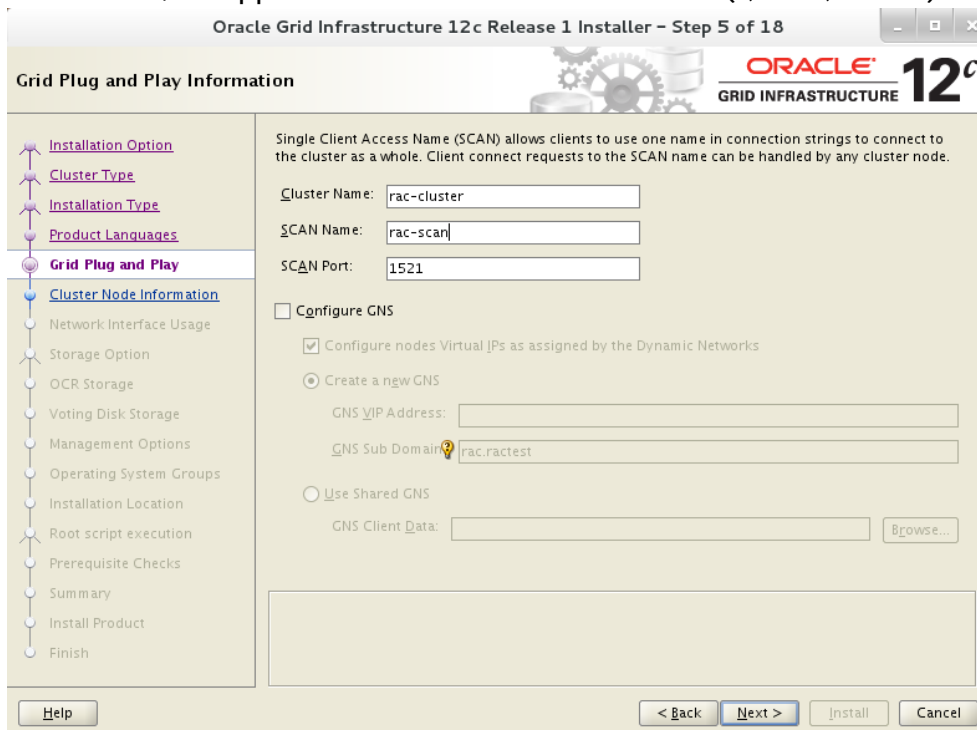 Oracle Grid Infrastructure 12c Release 1 Installer – Step 5 of 18
Grid Plug and Play Information
ORACLE
GRID INFRASTRUCTURE
12c
Installation Option
Cluster Type
Installation Type
Product Languages
Grid Plug and Play
Cluster Node Information
Network Interface Usage
Storage Option
OCR Storage
Voting Disk Storage
Management Options
Operating System Groups
Installation Location
Root script execution
Prerequisite Checks
Summary
Install Product
Finish
Single Client Access Name (SCAN) allows clients to use one name in connection strings to connect to
the cluster as a whole. Client connect requests to the SCAN name can be handled by any cluster node.
Cluster Name: rac-cluster
SCAN Name: rac-scan
SCAN Port: 1521
Configure GNS
Configure nodes Virtual IPs as assigned by the Dynamic Networks
Create a new GNS
GNS VIP Address:
GNS Sub Domain rac.ractest
Use Shared GNS
GNS Client Data: Browse...
Help < Back Next > Install Cancel